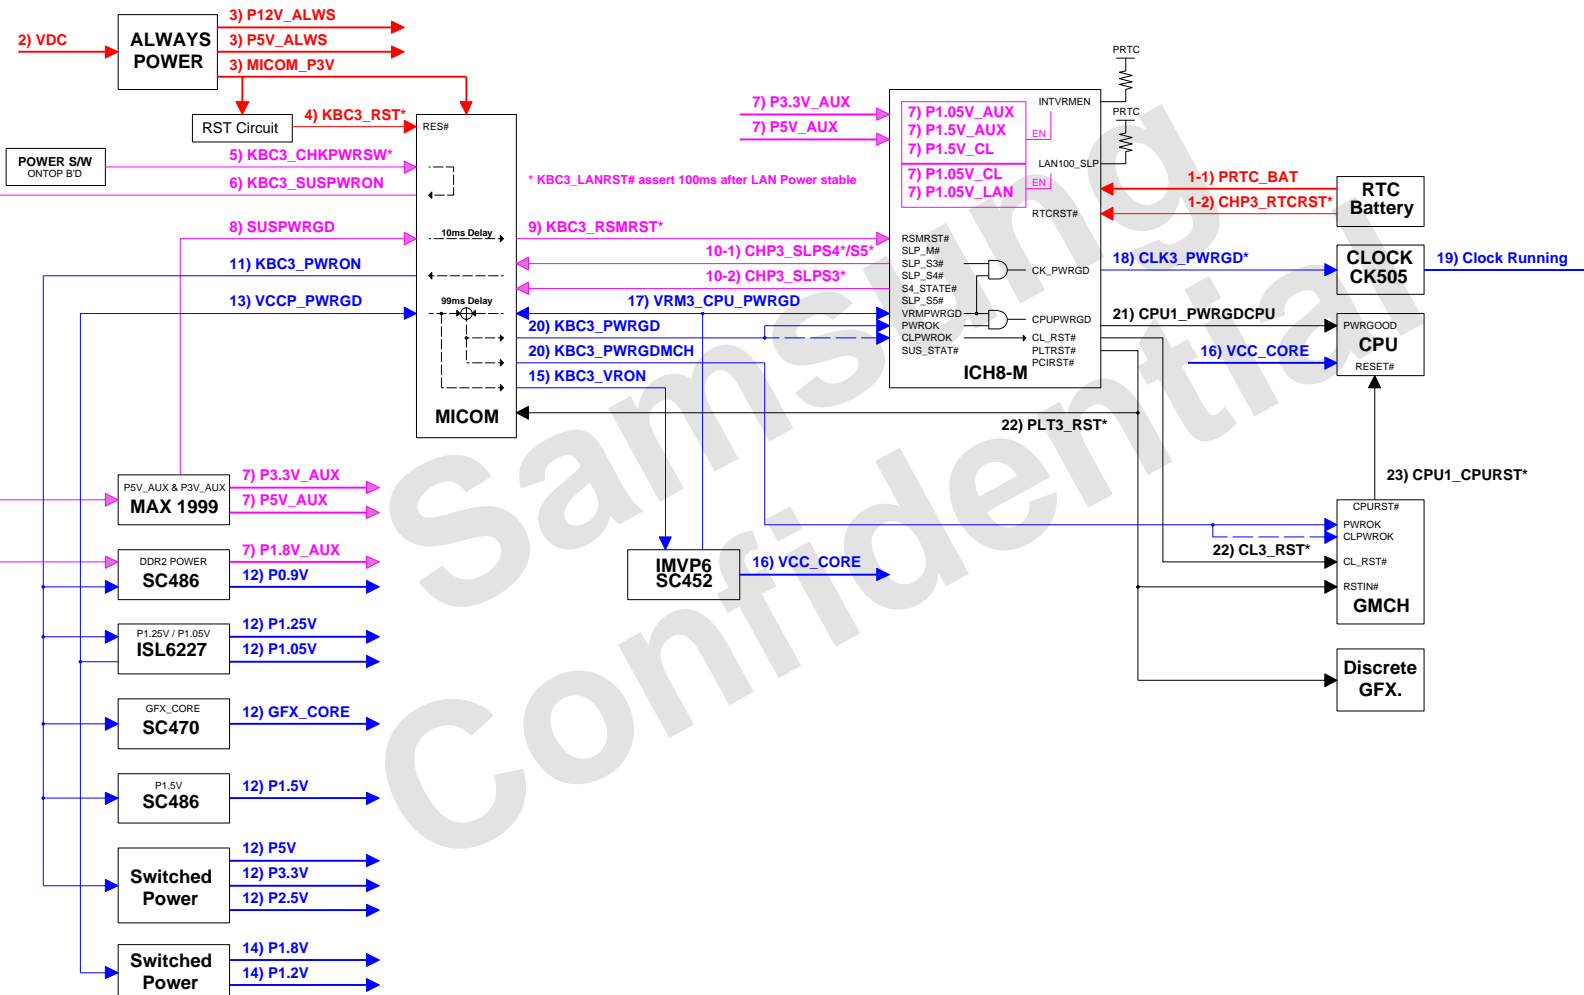 2) VDC
ALWAYS
POWER
3) P12V_ALWS
3) P5V_ALWS
3) MICOM_P3V
RST Circuit
4) KBC3_RST*
RES#
POWER S/W
ONTOP B'D
5) KBC3_CHKPWRSW*
6) KBC3_SUSPWRON
* KBC3_LANRST# assert 100ms after LAN Power stable
8) SUSPWRGD
10ms Delay
9) KBC3_RSMRST*
10-1) CHP3_SLPS4*/S5*
11) KBC3_PWRON
10-2) CHP3_SLPS3*
13) VCCP_PWRGD
99ms Delay
17) VRM3_CPU_PWRGD
20) KBC3_PWRGD
20) KBC3_PWRGDMCH
15) KBC3_VRON
MICOM
7) P3.3V_AUX
7) P5V_AUX
7) P1.05V_AUX
7) P1.5V_AUX
7) P1.5V_CL
EN
7) P1.05V_CL
7) P1.05V_LAN
EN
PRTC
INTVRMEN
PRTC
LAN100_SLP
RTCRST#
RSMRST#
SLP_M#
SLP_S3#
SLP_S4#
S4_STATE#
SLP_S5#
VRMPWRGD
PWROK
CLPWROK
SUS_STAT#
CK_PWRGD
CPUPWRGD
CL_RST#
PLTRST#
PCIRST#
ICH8-M
1-1) PRTC_BAT
1-2) CHP3_RTCRST*
RTC
Battery
18) CLK3_PWRGD*
CLOCK
CK505
19) Clock Running
21) CPU1_PWRGDCPU
16) VCC_CORE
PWRGOOD
CPU
RESET#
22) PLT3_RST*
23) CPU1_CPURST*
CPURST#
PWROK
CLPWROK
22) CL3_RST*
CL_RST#
RSTIN#
GMCH
Discrete
GFX.
P5V_AUX & P3V_AUX
MAX 1999
7) P3.3V_AUX
7) P5V_AUX
DDR2 POWER
SC486
7) P1.8V_AUX
12) P0.9V
IMVP6
SC452
16) VCC_CORE
P1.25V / P1.05V
ISL6227
12) P1.25V
12) P1.05V
GFX_CORE
SC470
12) GFX_CORE
P1.5V
SC486
12) P1.5V
Switched
Power
12) P5V
12) P3.3V
12) P2.5V
Switched
Power
14) P1.8V
14) P1.2V
Samsung
Confidential